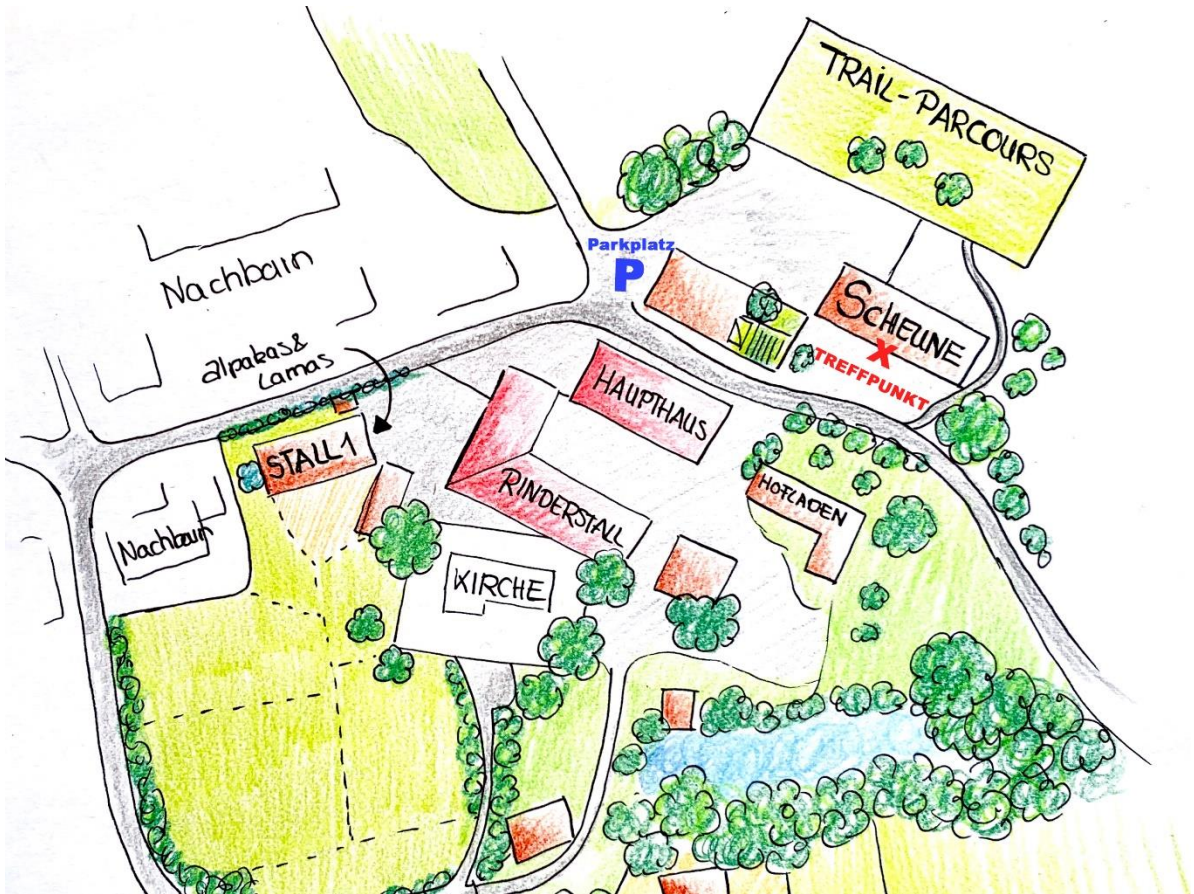 TRAIL-PARCOURS
Parkplatz
P
Nachbarn
SCHEUNE
X
TREFFPUNKT
alpakas&
Lamas
HAUPTHAUS
STALL 1
RINDERSTALL
HOFLADEN
Nachbarn
KIRCHE